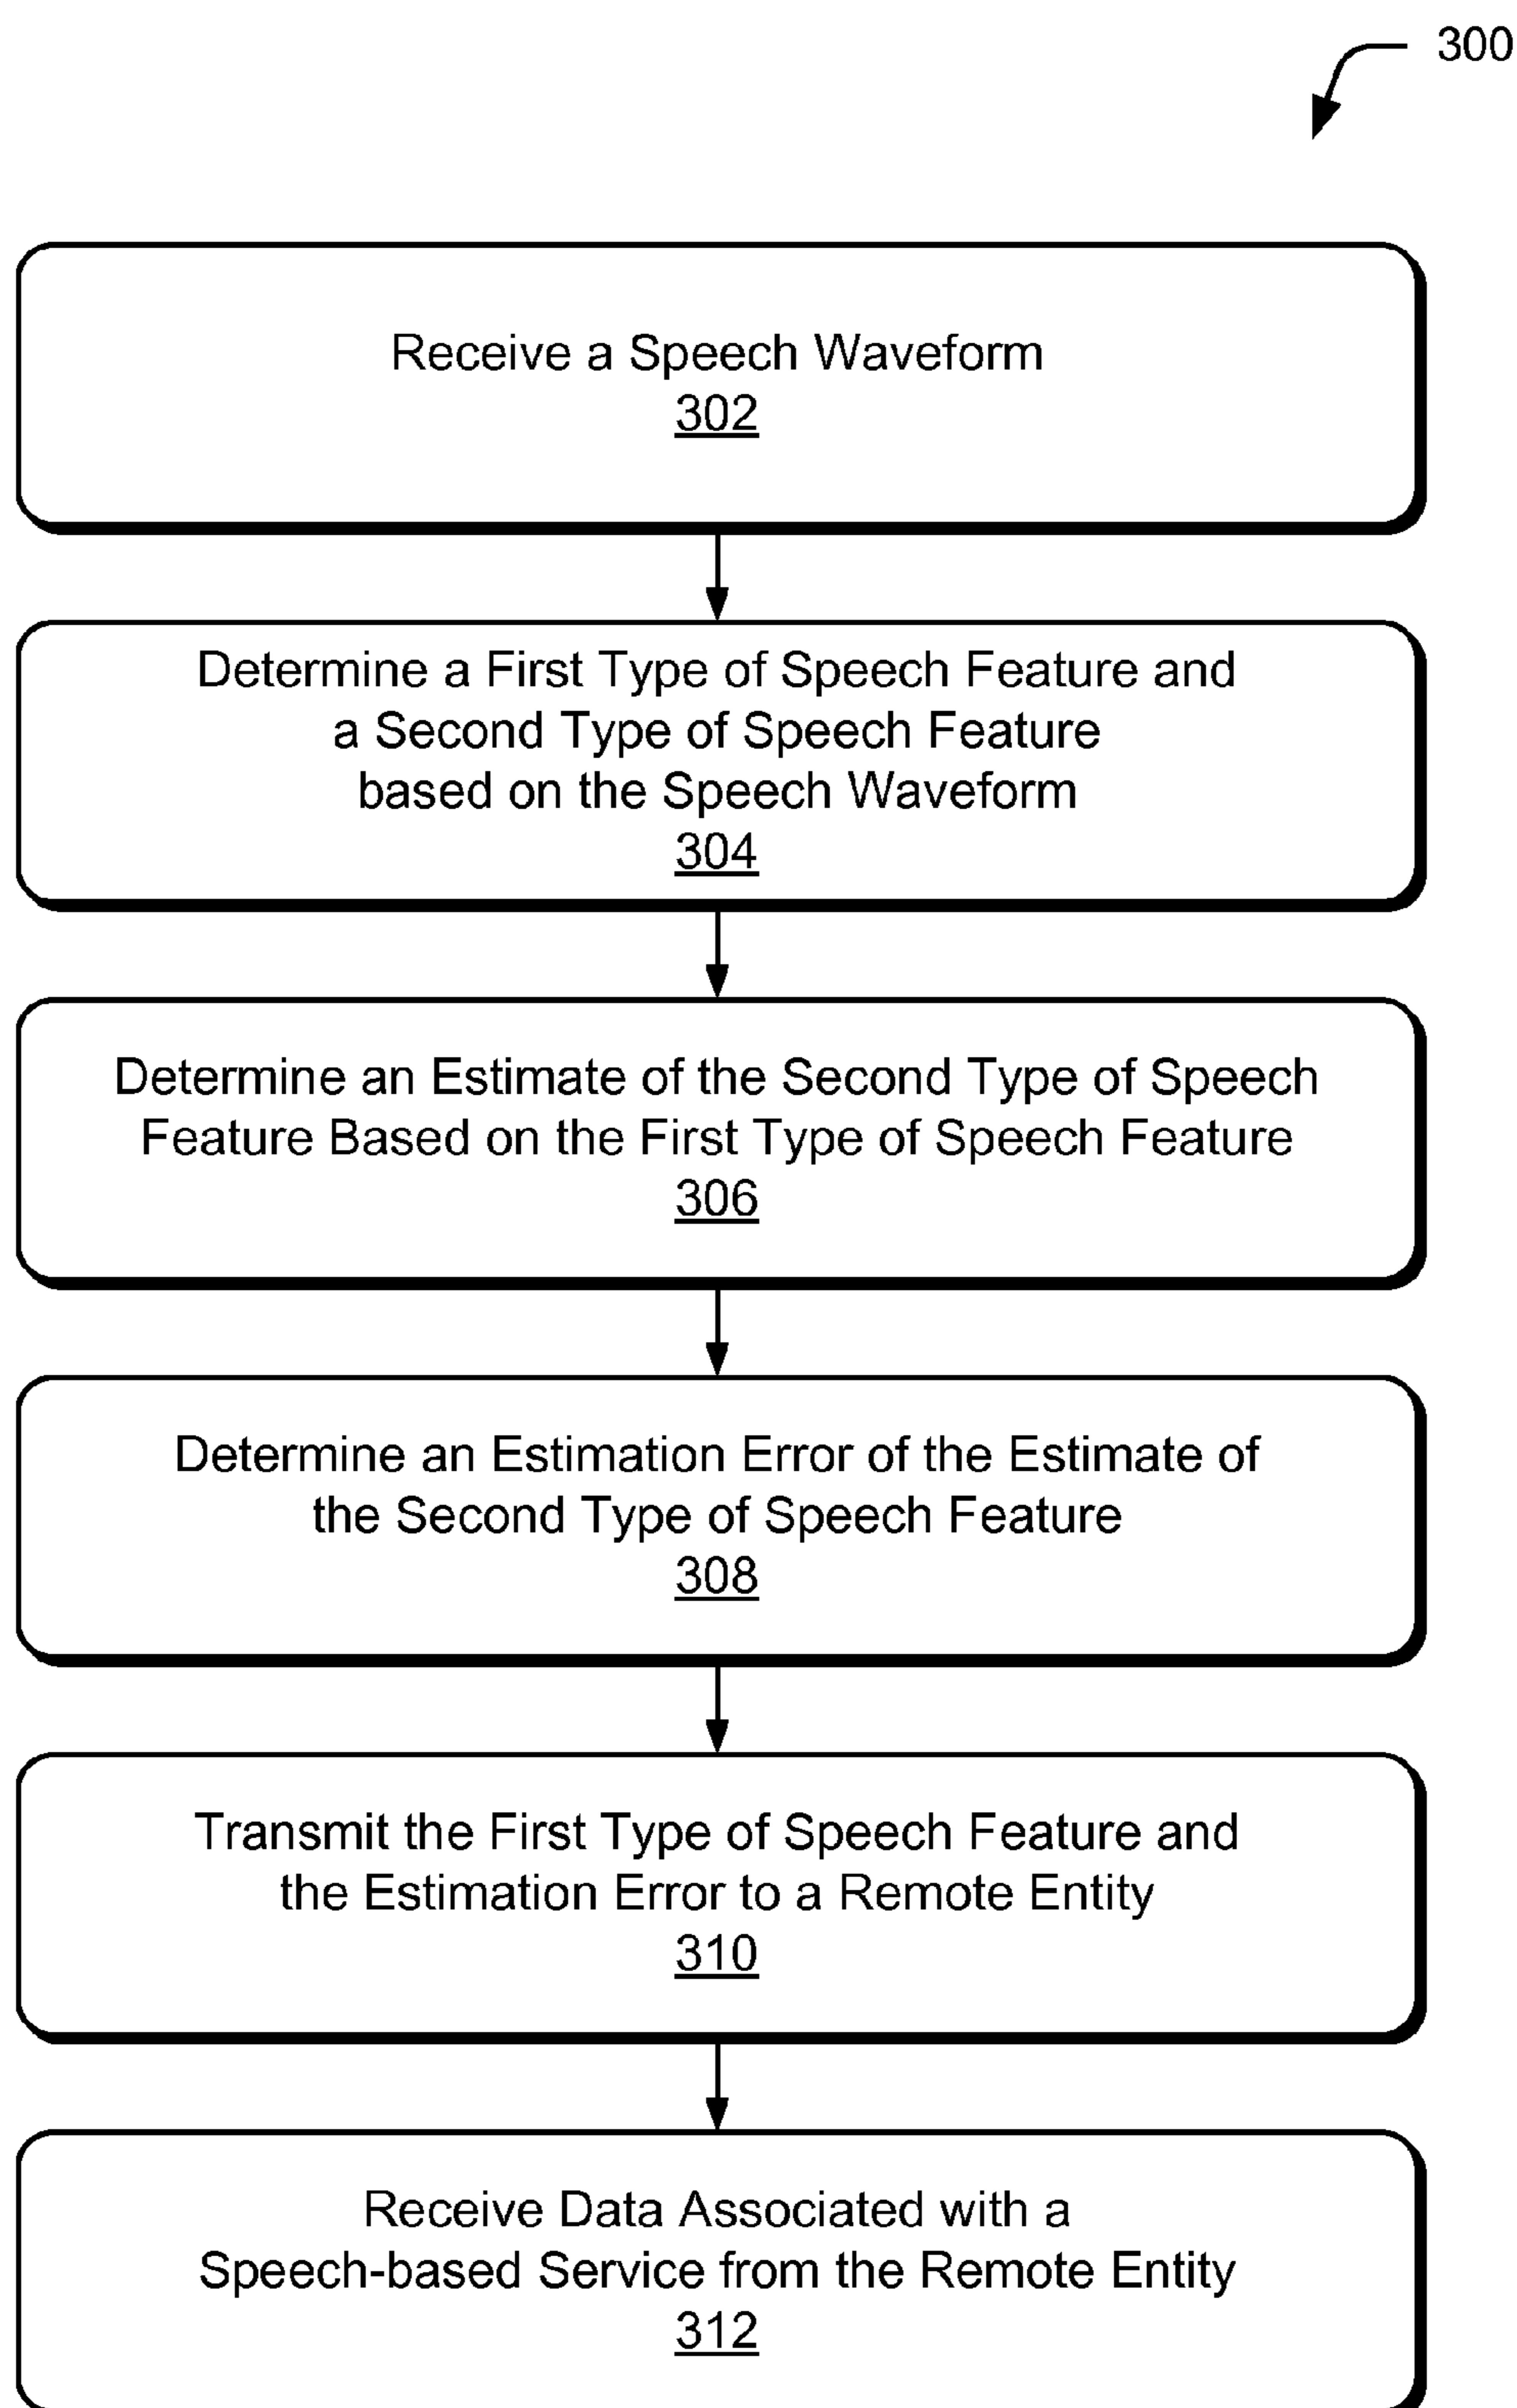 300
Receive a Speech Waveform
302
Determine a First Type of Speech Feature and
a Second Type of Speech Feature
based on the Speech Waveform
304
Determine an Estimate of the Second Type of Speech
Feature Based on the First Type of Speech Feature
306
Determine an Estimation Error of the Estimate of
the Second Type of Speech Feature
308
Transmit the First Type of Speech Feature and
the Estimation Error to a Remote Entity
310
Receive Data Associated with a
Speech-based Service from the Remote Entity
312